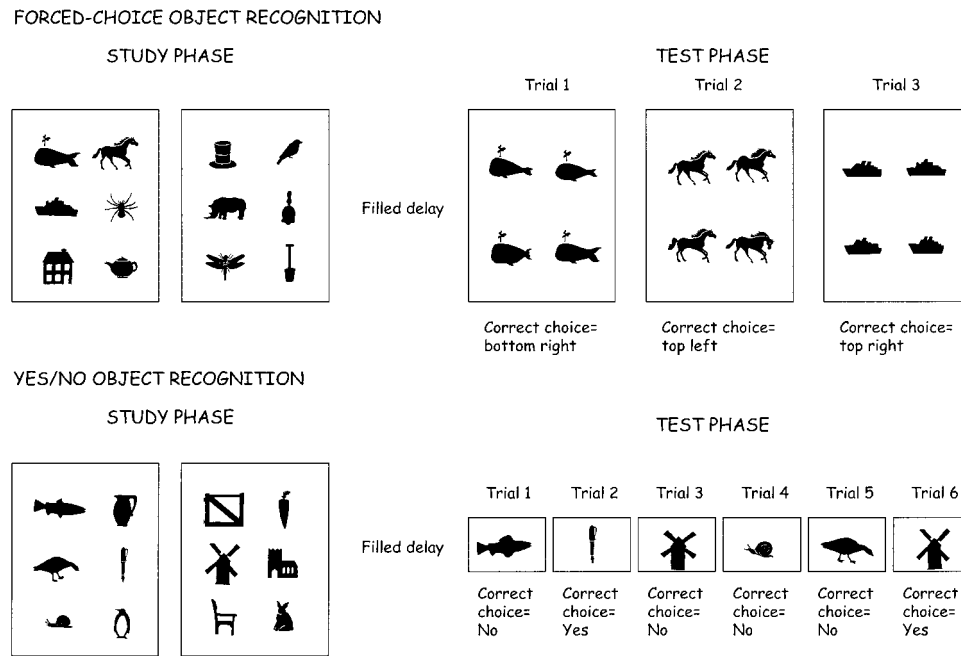 FORCED-CHOICE OBJECT RECOGNITION
STUDY PHASE
TEST PHASE
Trial 1
Trial 2
Trial 3
Filled delay
Correct choice=
bottom right
Correct choice=
top left
Correct choice=
top right
YES/NO OBJECT RECOGNITION
STUDY PHASE
TEST PHASE
Trial 1
Trial 2
Trial 3
Trial 4
Trial 5
Trial 6
Filled delay
Correct
choice=
No
Correct
choice=
Yes
Correct
choice=
No
Correct
choice=
No
Correct
choice=
No
Correct
choice=
Yes